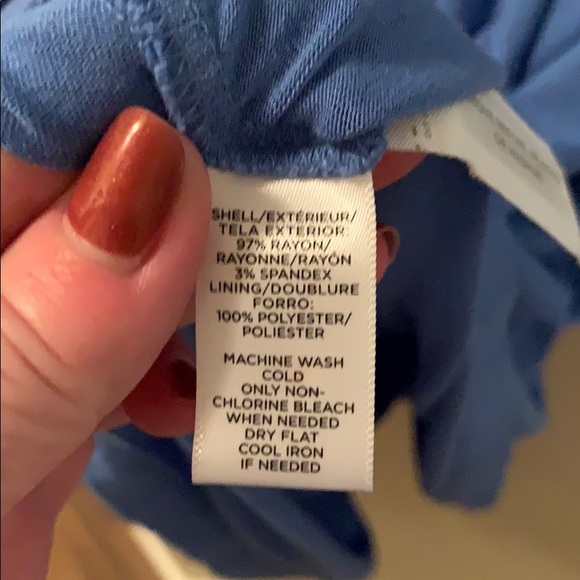 SHELL/EXTÉRIEUR/
TELA EXTERIOR:
97% RAYON/
RAYONNE/RAYÓN
3% SPANDEX
LINING/DOUBLURE
FORRO:
100% POLYESTER/
POLIESTER
MACHINE WASH
COLD
ONLY NON-
CHLORINE BLEACH
WHEN NEEDED
DRY FLAT
COOL IRON
IF NEEDED